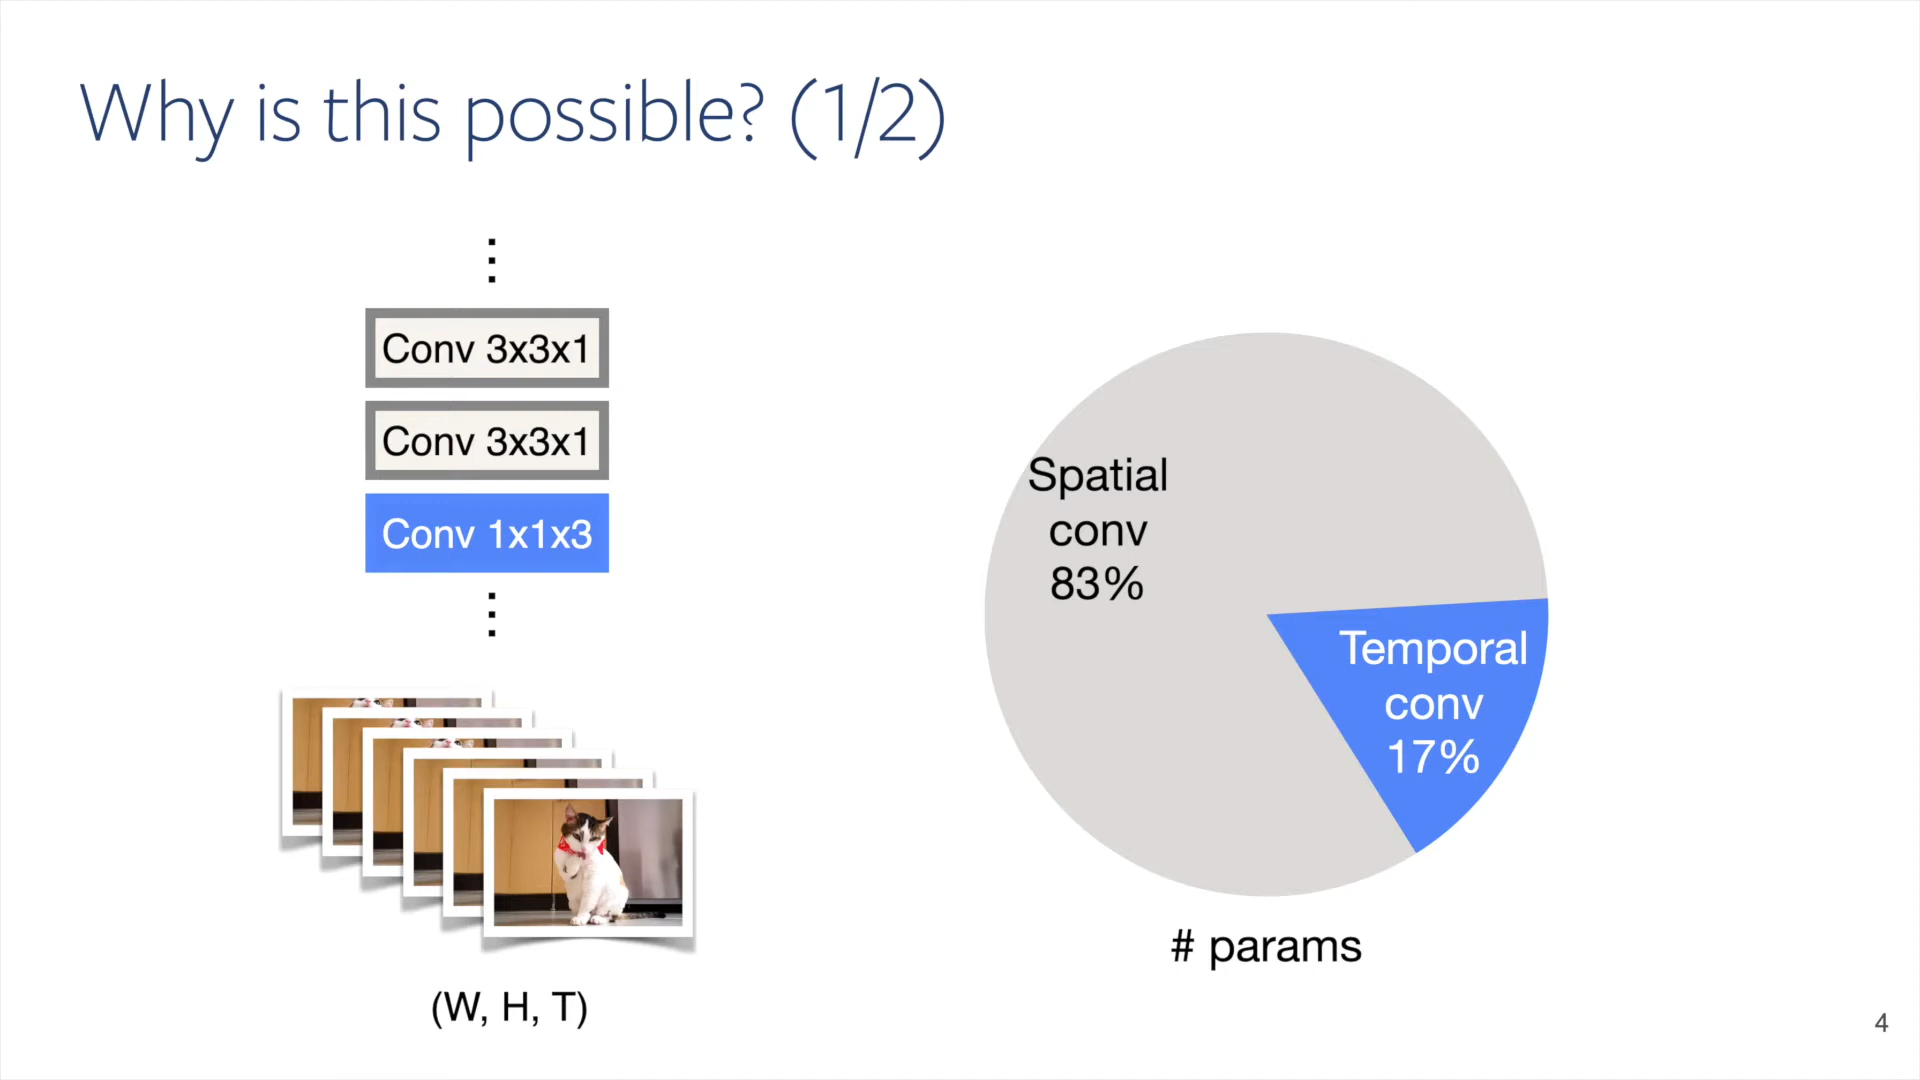 Why is this possible? (1/2)
Conv 3x3x1
Conv 3x3x1
Conv 1x1x3
(W, H, T)
Spatial
conv
83%
Temporal
conv
17%
# params
4